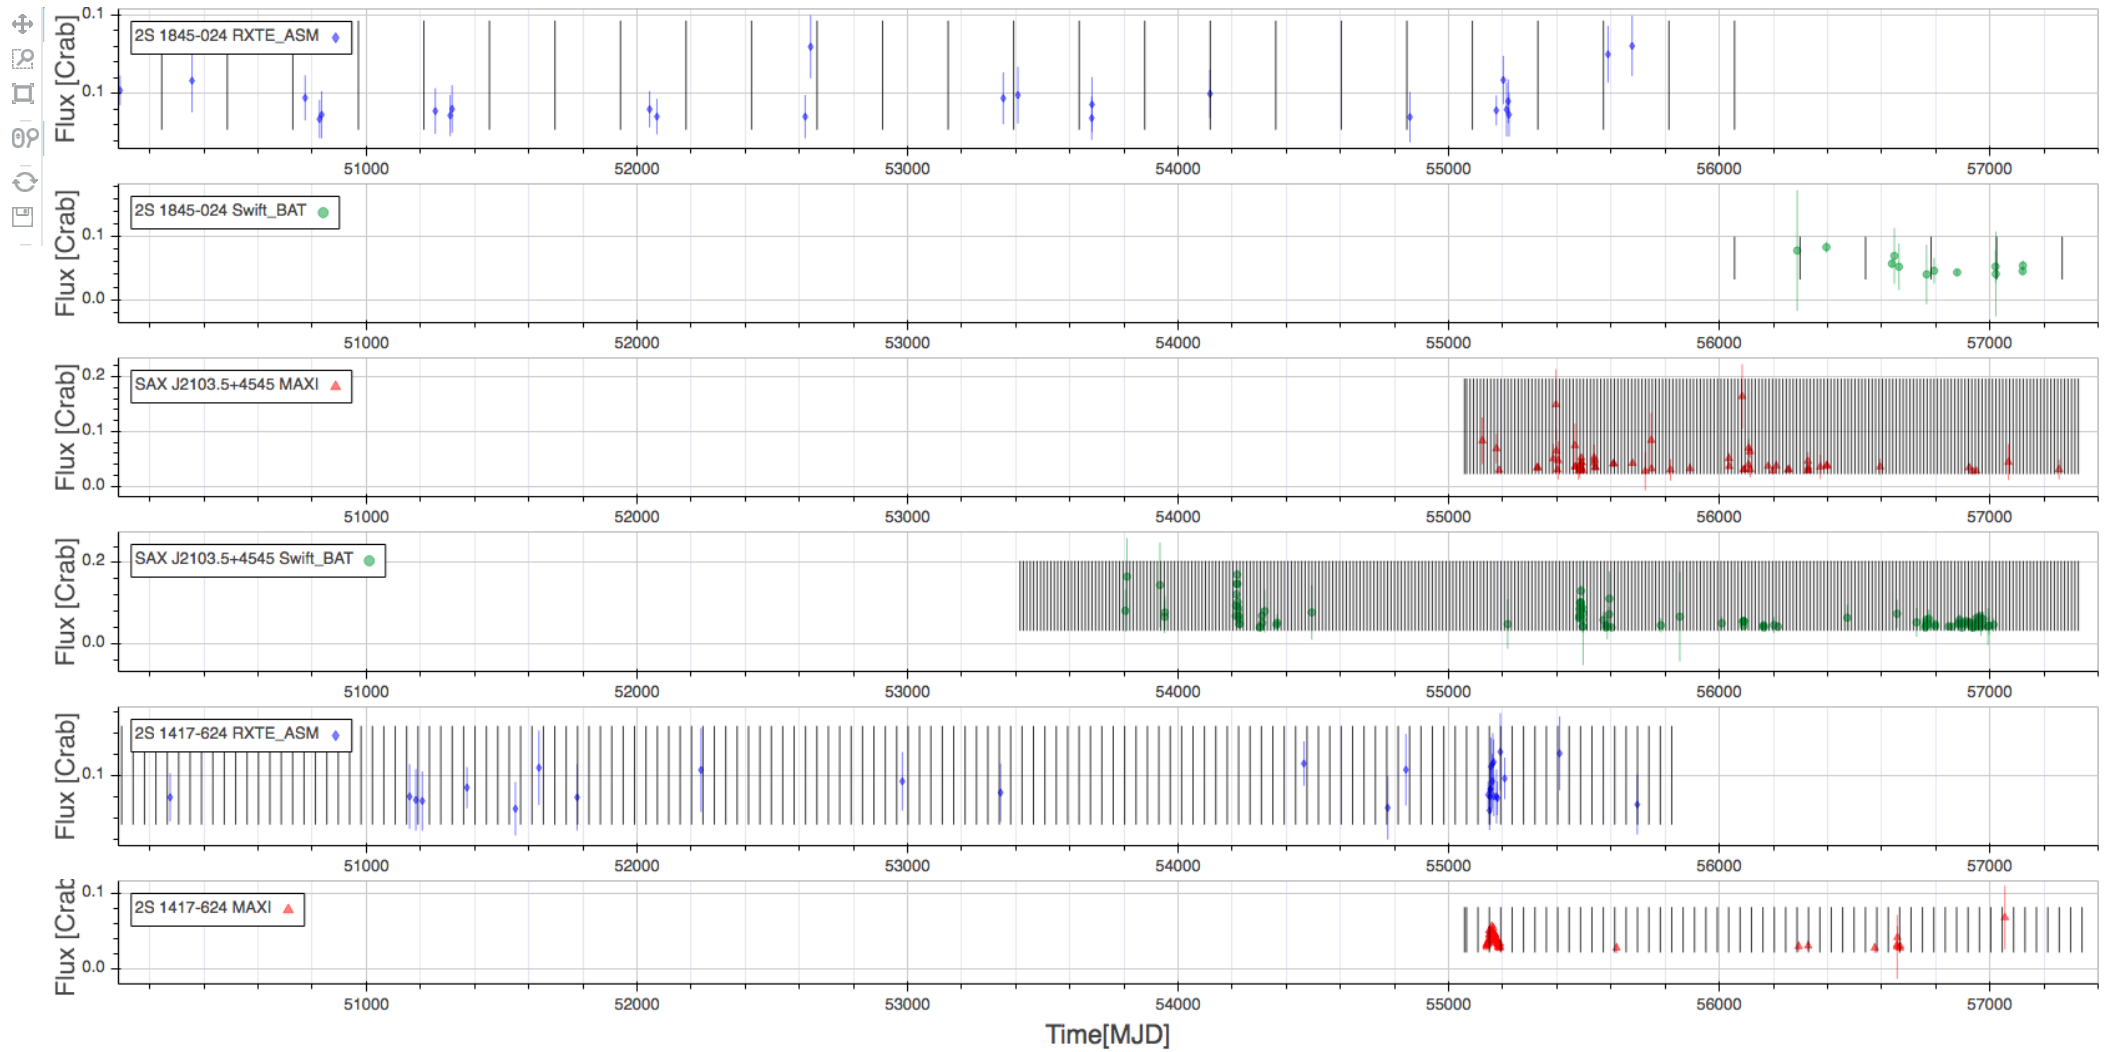 0.1
2S 1845-024 RXTE_ASM
0.1
Flux [Crab]
51000 52000 53000 54000 55000 56000 57000
2S 1845-024 Swift_BAT
0.1
0.0
Flux [Crab]
51000 52000 53000 54000 55000 56000 57000
0.2
SAX J2103.5+4545 MAXI
0.1
0.0
Flux [Crab]
51000 52000 53000 54000 55000 56000 57000
0.2
SAX J2103.5+4545 Swift_BAT
0.0
Flux [Crab]
51000 52000 53000 54000 55000 56000 57000
2S 1417-624 RXTE_ASM
0.1
Flux [Crab]
51000 52000 53000 54000 55000 56000 57000
0.1
2S 1417-624 MAXI
0.0
Flux [Crab
51000 52000 53000 54000 55000 56000 57000
Time[MJD]